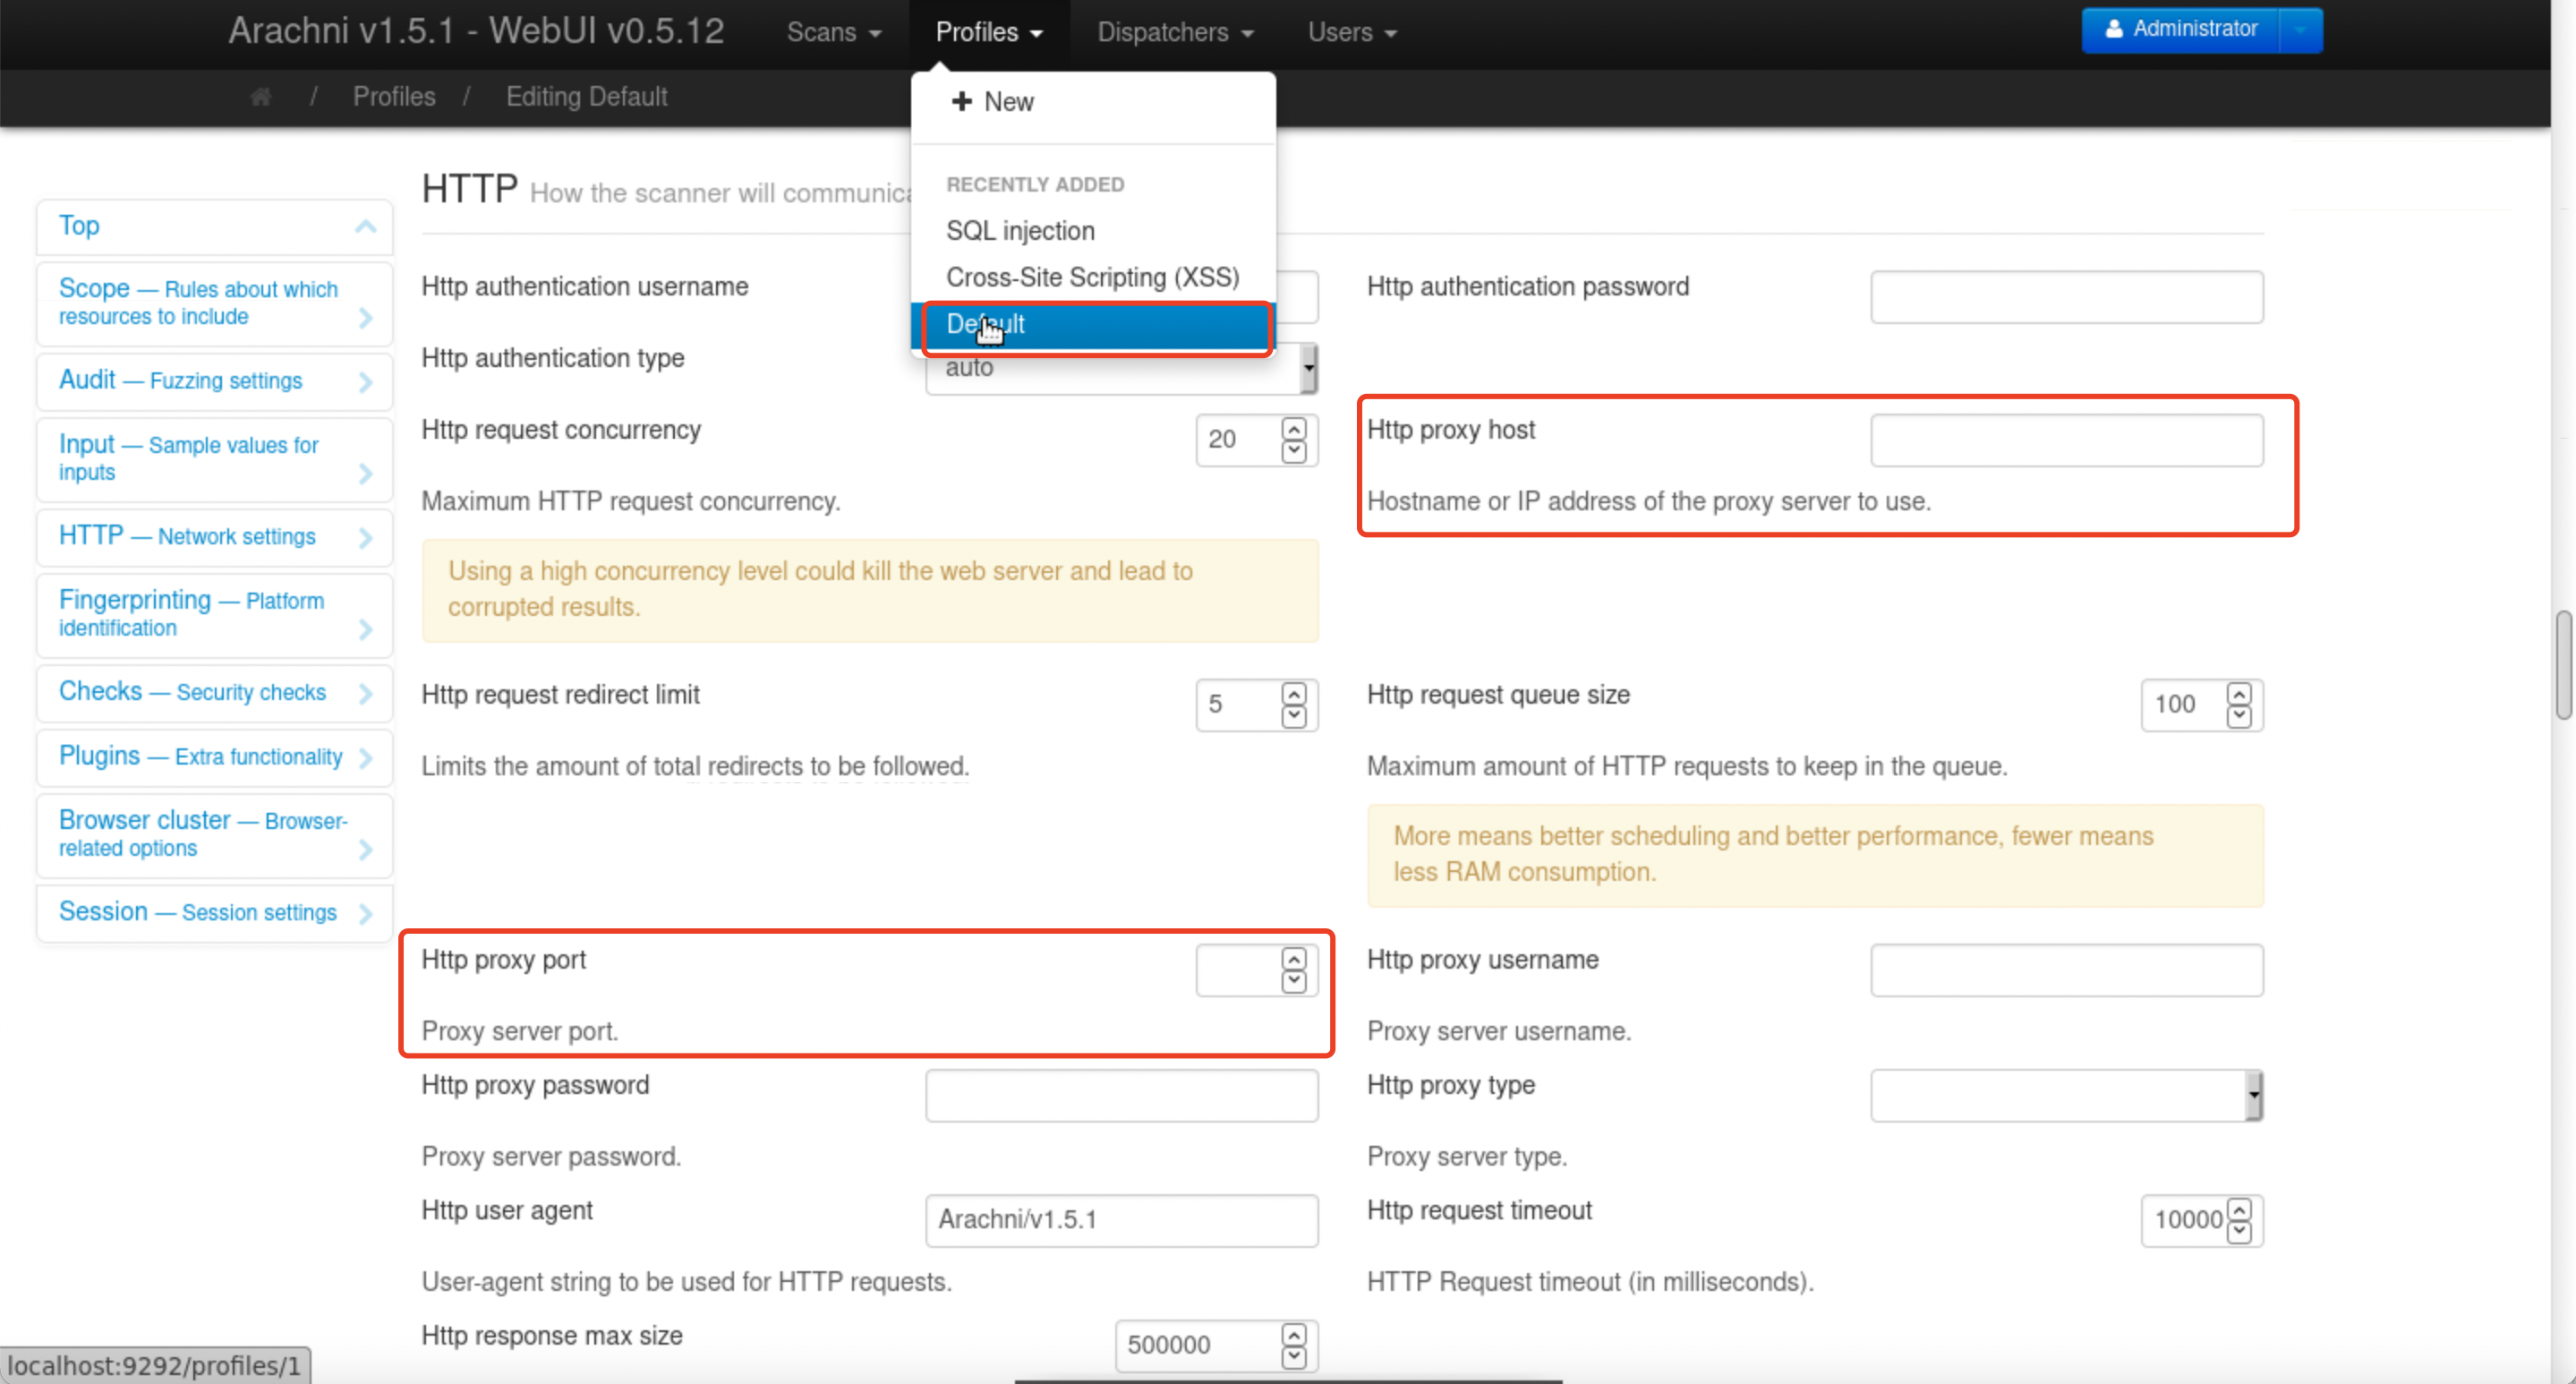 Arachni v1.5.1 - WebUI v0.5.12
Scans
Profiles
Dispatchers
Users
Administrator
/ Profiles / Editing Default
New
RECENTLY ADDED
SQL injection
Cross-Site Scripting (XSS)
Default
Top
Scope — Rules about which
resources to include
Audit — Fuzzing settings
Input — Sample values for
inputs
HTTP — Network settings
Fingerprinting — Platform
identification
Checks — Security checks
Plugins — Extra functionality
Browser cluster — Browser-
related options
Session — Session settings
HTTP How the scanner will communica
Http authentication username
Http authentication password
Http authentication type
auto
Http request concurrency
20
Http proxy host
Maximum HTTP request concurrency.
Hostname or IP address of the proxy server to use.
Using a high concurrency level could kill the web server and lead to
corrupted results.
Http request redirect limit
5
Http request queue size
100
Limits the amount of total redirects to be followed.
Maximum amount of HTTP requests to keep in the queue.
More means better scheduling and better performance, fewer means
less RAM consumption.
Http proxy port
Http proxy username
Proxy server port.
Proxy server username.
Http proxy password
Http proxy type
Proxy server password.
Proxy server type.
Http user agent
Arachni/v1.5.1
Http request timeout
10000
User-agent string to be used for HTTP requests.
HTTP Request timeout (in milliseconds).
Http response max size
500000
localhost:9292/profiles/1